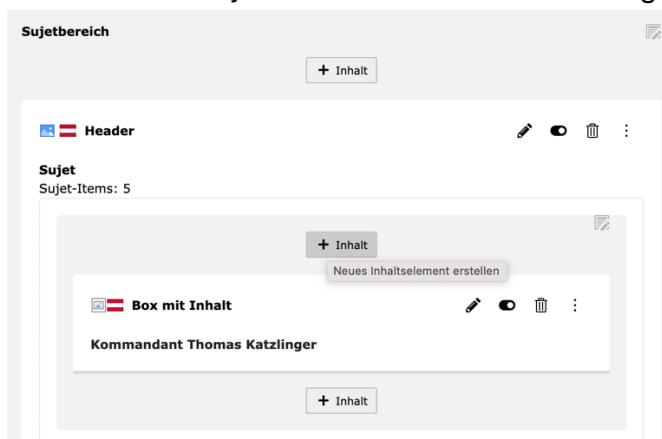 Sujetbereich
+ Inhalt
Header
Sujet
Sujet-Items: 5
+ Inhalt
Neues Inhaltselement erstellen
Box mit Inhalt
Kommandant Thomas Katzlinger
+ Inhalt